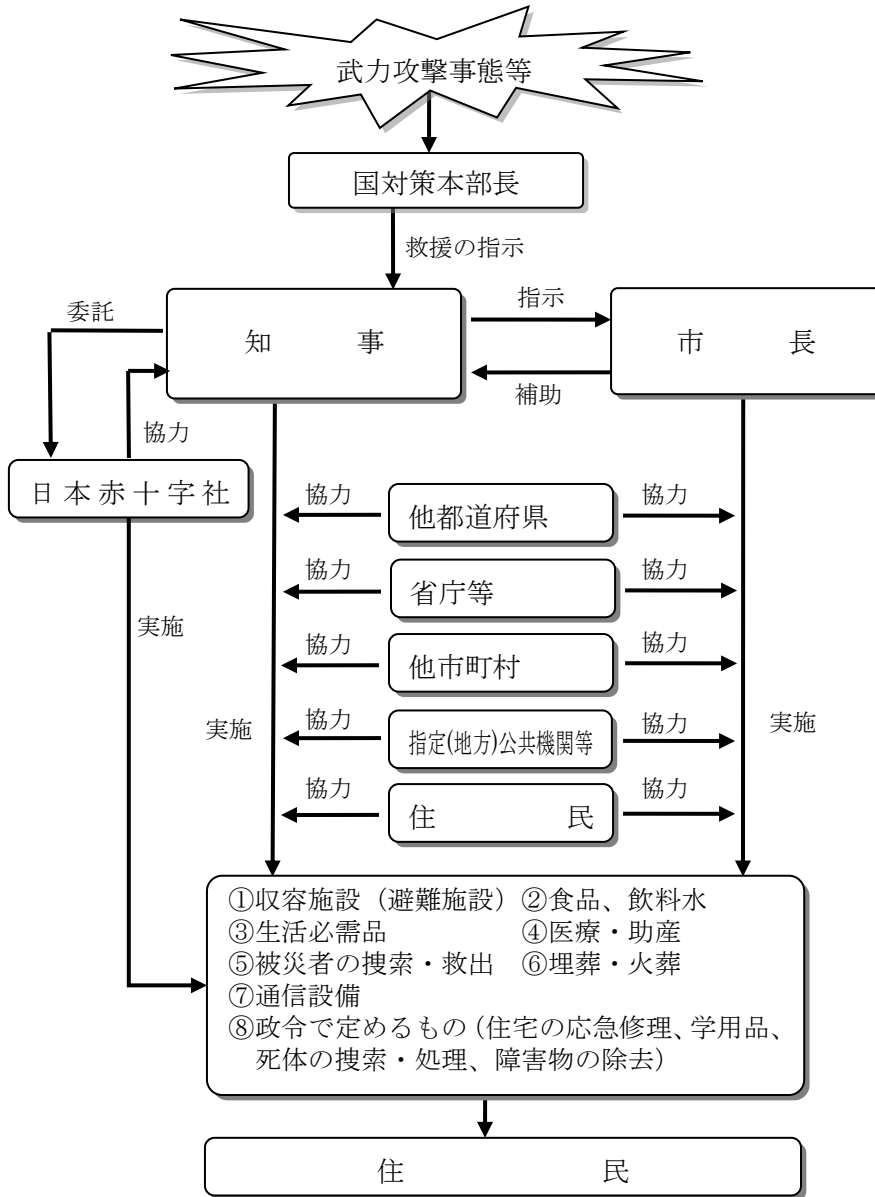 武力攻撃事態等
国対策本部長
救援の指示
委託
知　　事
指示
市　　長
補助
協力
日本赤十字社
協力
他都道府県
協力
協力
省庁等
協力
実施
協力
他市町村
協力
実施
協力
指定(地方)公共機関等
協力
実施
協力
住　　民
協力
①収容施設（避難施設）②食品、飲料水
③生活必需品　④医療・助産
⑤被災者の捜索・救出　⑥埋葬・火葬
⑦通信設備
⑧政令で定めるもの（住宅の応急修理、学用品、
死体の捜索・処理、障害物の除去）
住　　民